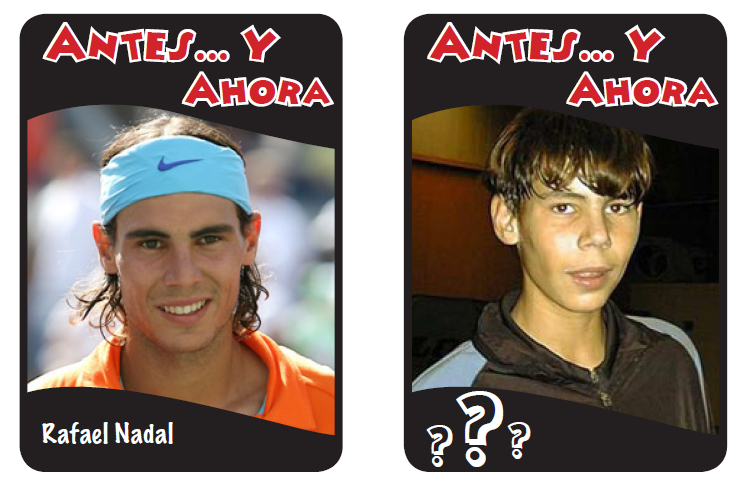 Antes... y
Ahora
Rafael Nadal
Antes... y
Ahora
? ? ?